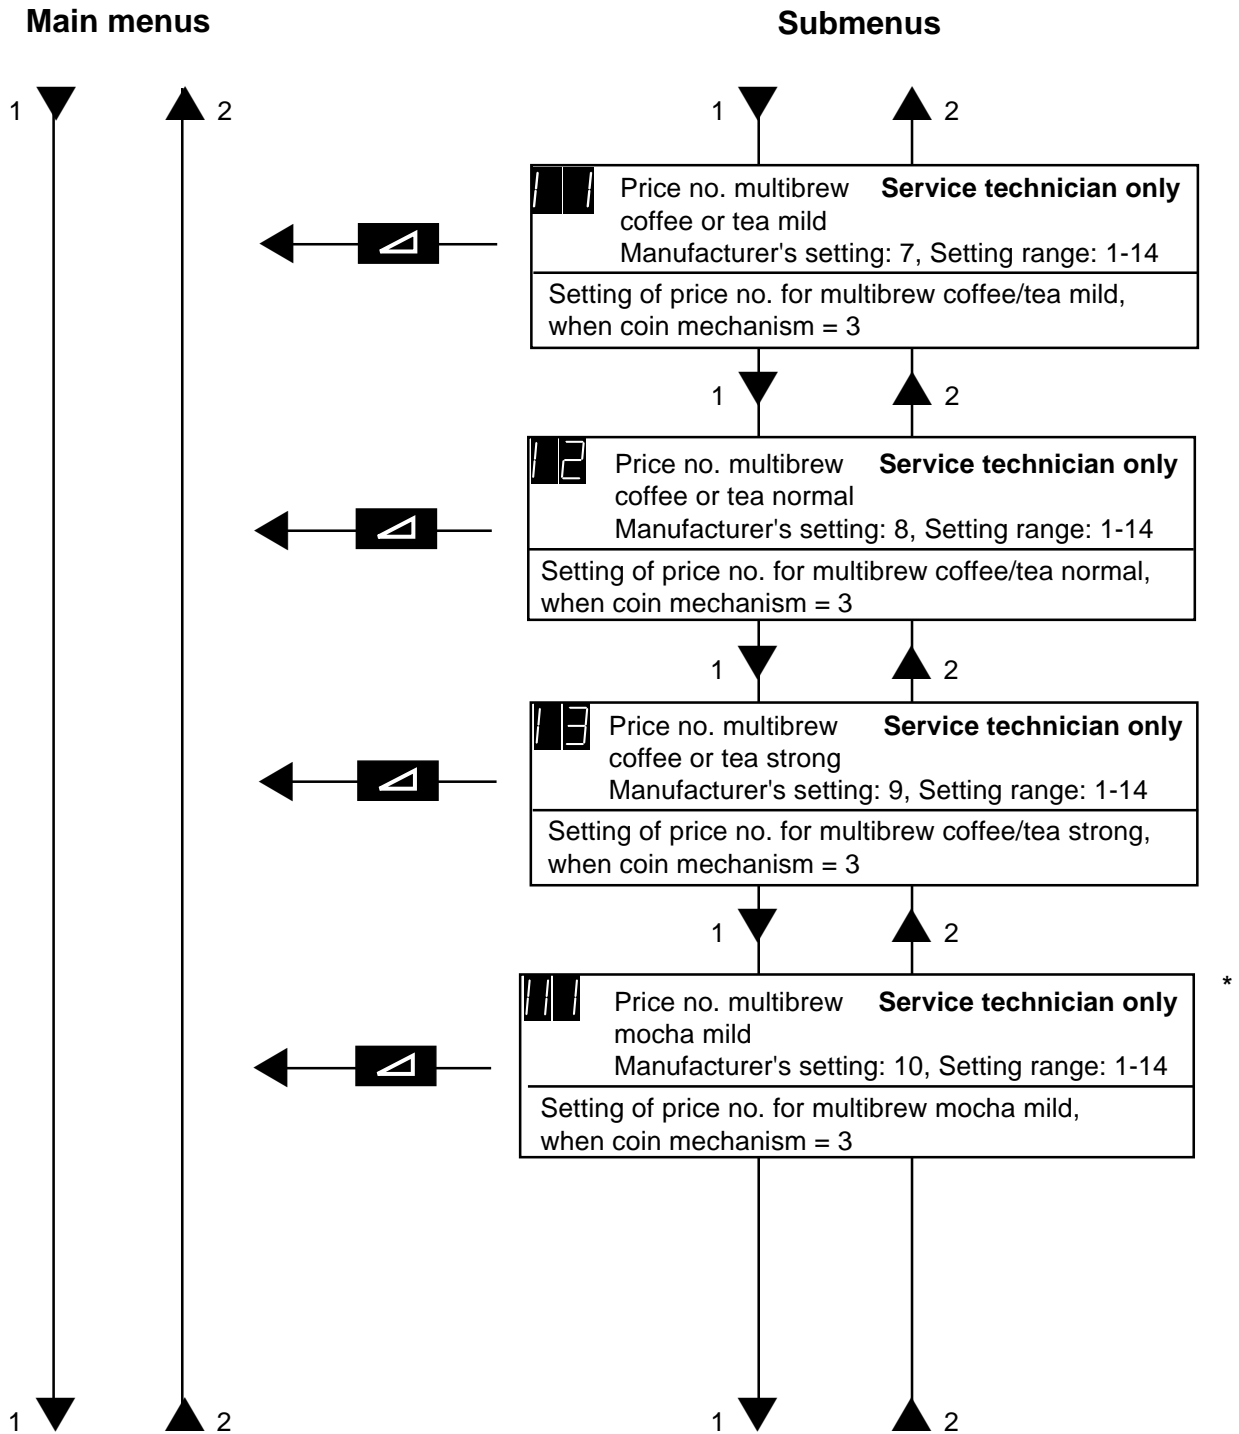 Main menus
Submenus
1 2 1 2
11 Price no. multibrew Service technician only
coffee or tea mild
Manufacturer's setting: 7, Setting range: 1-14
Setting of price no. for multibrew coffee/tea mild,
when coin mechanism = 3
1 2
12 Price no. multibrew Service technician only
coffee or tea normal
Manufacturer's setting: 8, Setting range: 1-14
Setting of price no. for multibrew coffee/tea normal,
when coin mechanism = 3
1 2
13 Price no. multibrew Service technician only
coffee or tea strong
Manufacturer's setting: 9, Setting range: 1-14
Setting of price no. for multibrew coffee/tea strong,
when coin mechanism = 3
1 2
*
Price no. multibrew Service technician only
mocha mild
Manufacturer's setting: 10, Setting range: 1-14
Setting of price no. for multibrew mocha mild,
when coin mechanism = 3
1 2 1 2